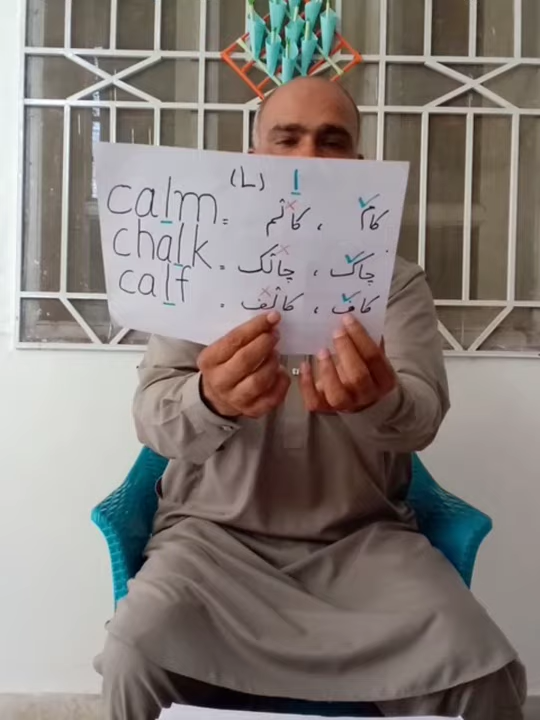 (L) l
calm = کالم ✗ ، کام ✓
chalk = چالک ✗ ، چاک ✓
calf = کالف ✗ ، کاف ✓